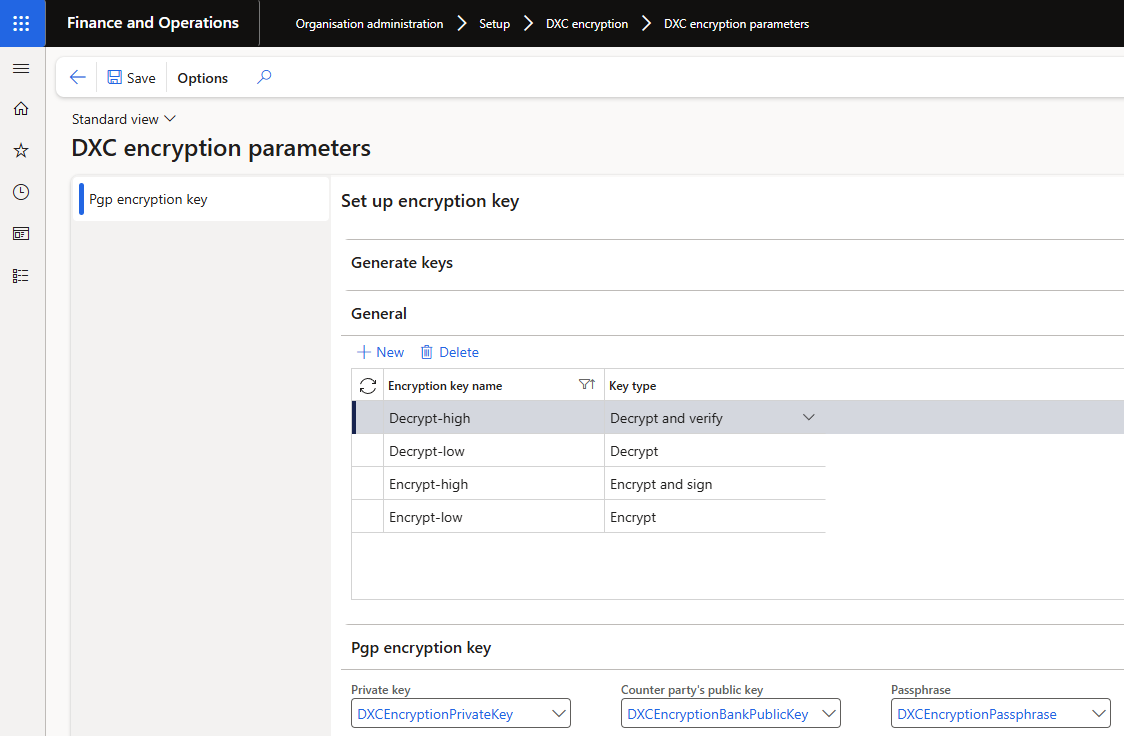 Finance and Operations
Organisation administration > Setup > DXC encryption > DXC encryption parameters
Save Options
Standard view
DXC encryption parameters
Pgp encryption key
Set up encryption key
Generate keys
General
New Delete
Encryption key name Key type
Decrypt-high Decrypt and verify
Decrypt-low Decrypt
Encrypt-high Encrypt and sign
Encrypt-low Encrypt
Pgp encryption key
Private key Counter party's public key Passphrase
DXCEncryptionPrivateKey DXCEncryptionBankPublicKey DXCEncryptionPassphrase